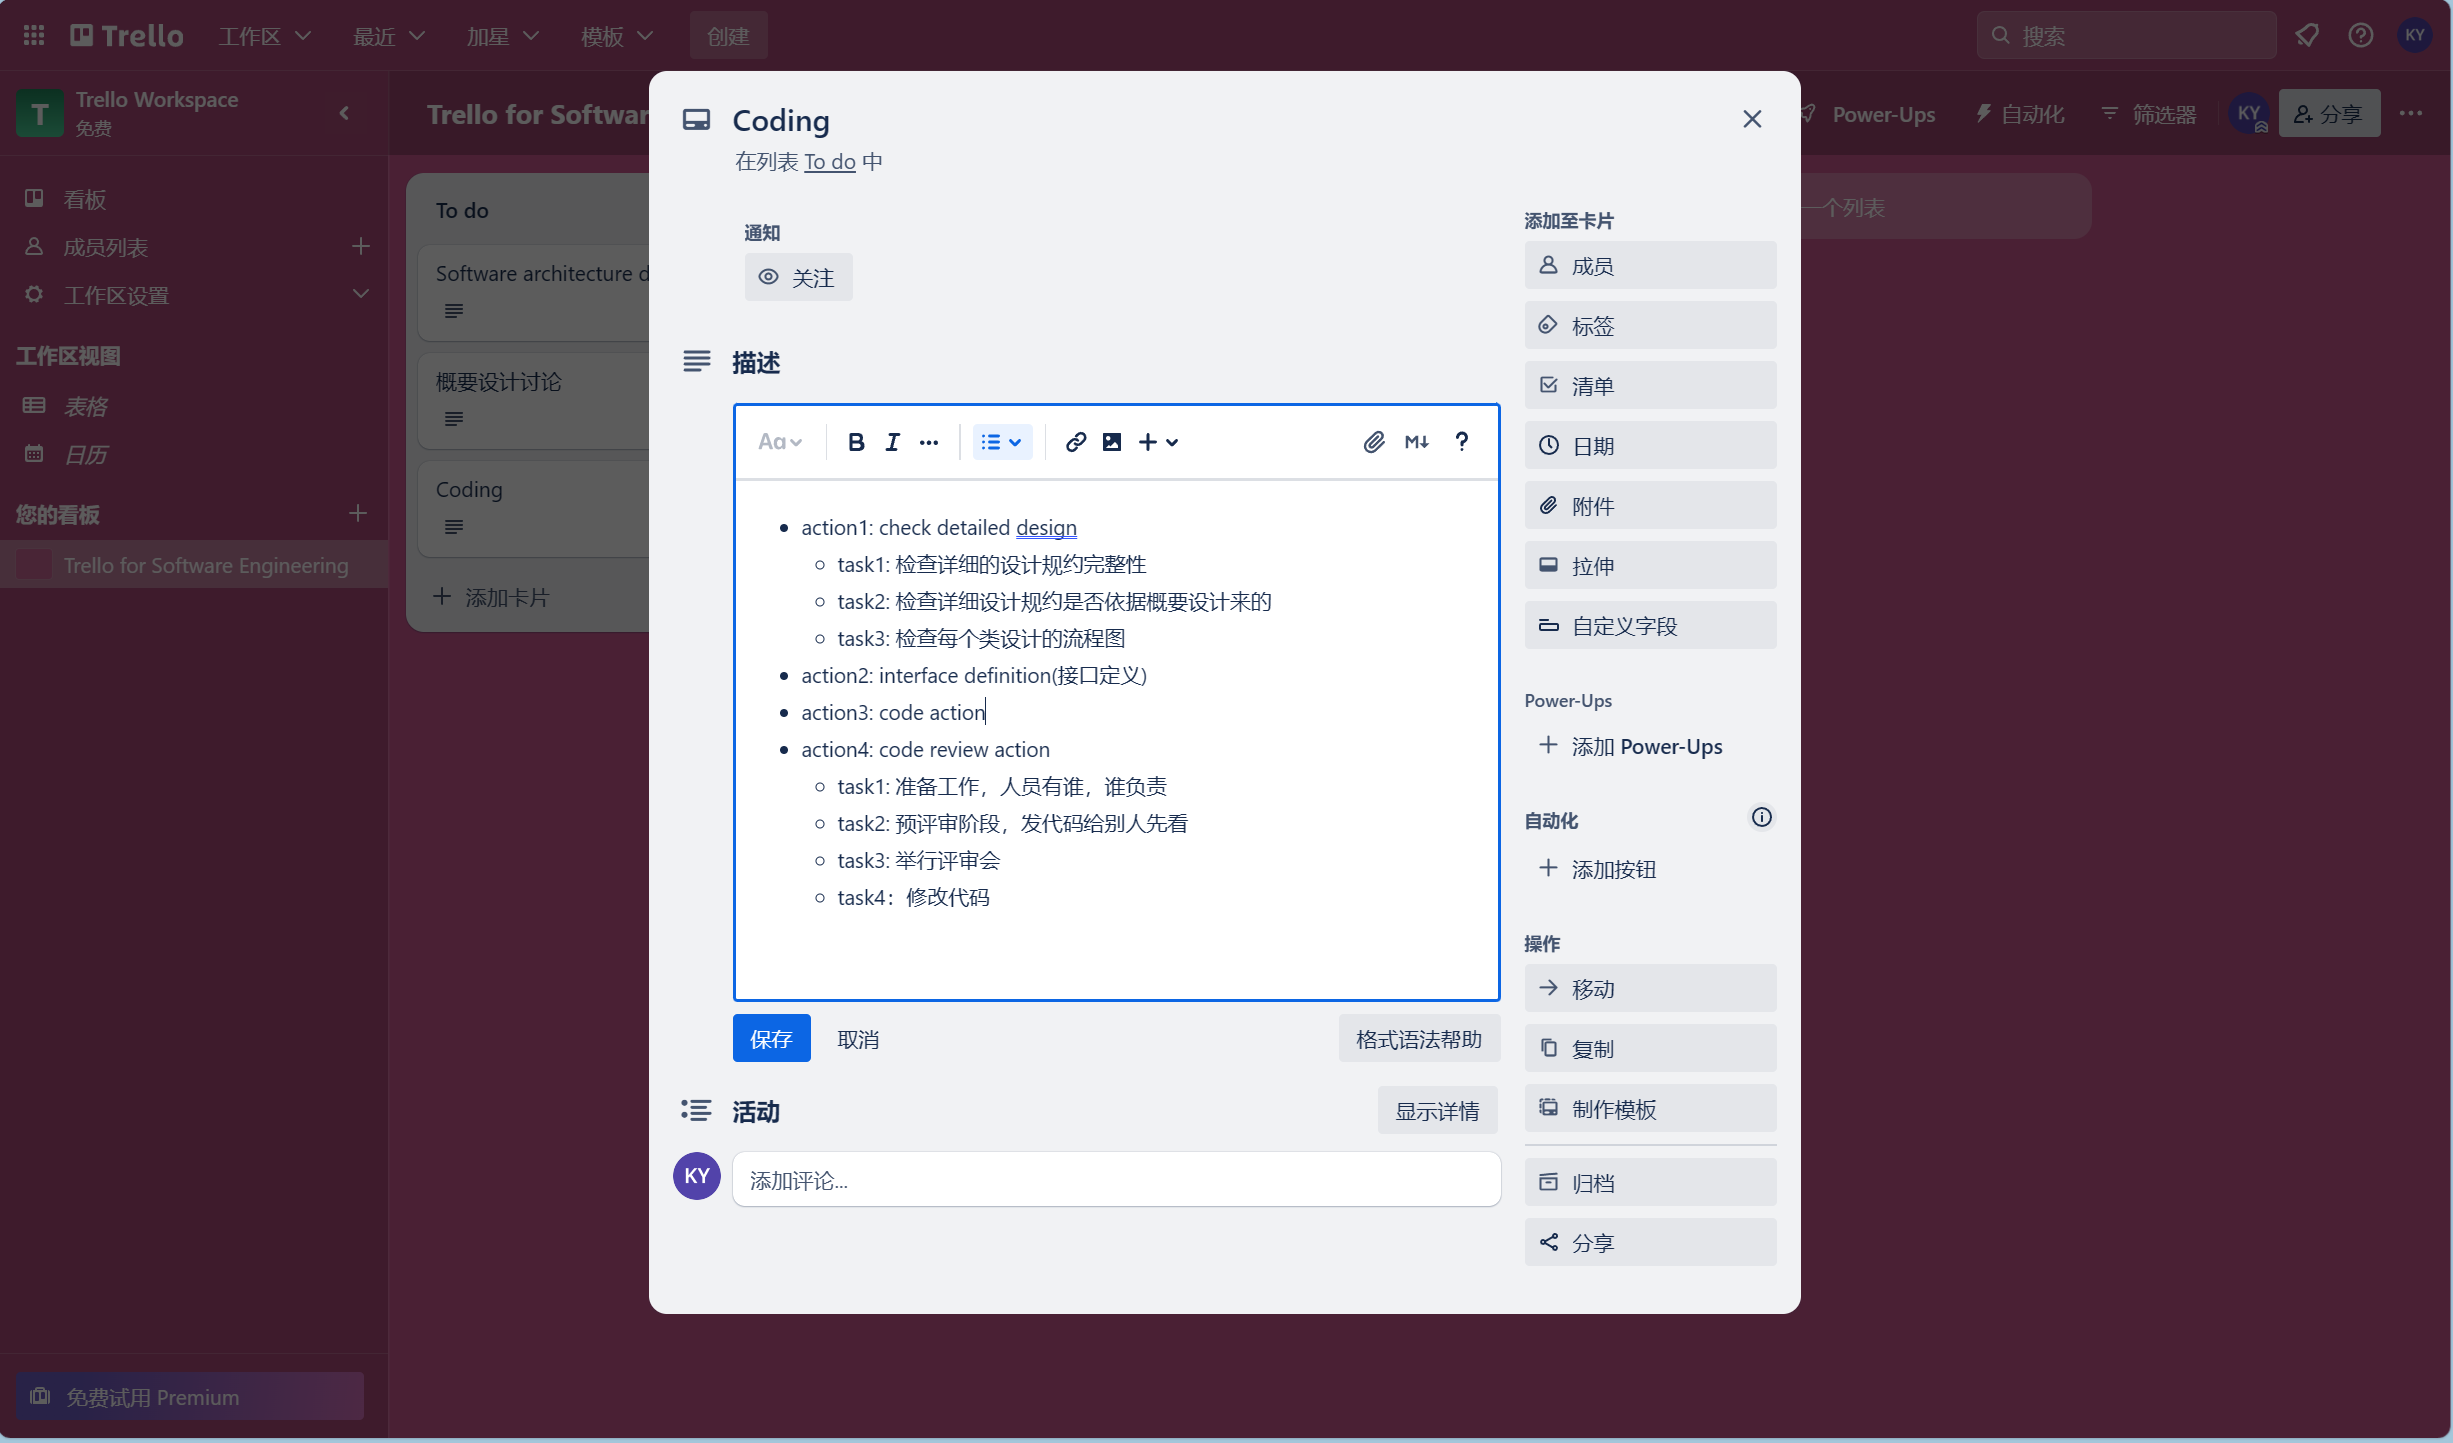 Trello
工作区
最近
加星
模板
创建
搜索
KY
T
Trello Workspace
免费
Trello for Softwar
Power-Ups
自动化
筛选器
KY
分享
看板
成员列表
工作区设置
工作区视图
表格
日历
您的看板
Trello for Software Engineering
免费试用 Premium
To do
Software architecture d
概要设计讨论
Coding
添加卡片
一个列表
Coding
在列表 To do 中
通知
关注
描述
Aa
B
I
M↓
?
action1: check detailed design
task1: 检查详细的设计规约完整性
task2: 检查详细设计规约是否依据概要设计来的
task3: 检查每个类设计的流程图
action2: interface definition(接口定义)
action3: code action
action4: code review action
task1: 准备工作，人员有谁，谁负责
task2: 预评审阶段，发代码给别人先看
task3: 举行评审会
task4：修改代码
保存
取消
格式语法帮助
活动
显示详情
KY
添加评论...
添加至卡片
成员
标签
清单
日期
附件
拉伸
自定义字段
Power-Ups
添加 Power-Ups
自动化
添加按钮
操作
移动
复制
制作模板
归档
分享